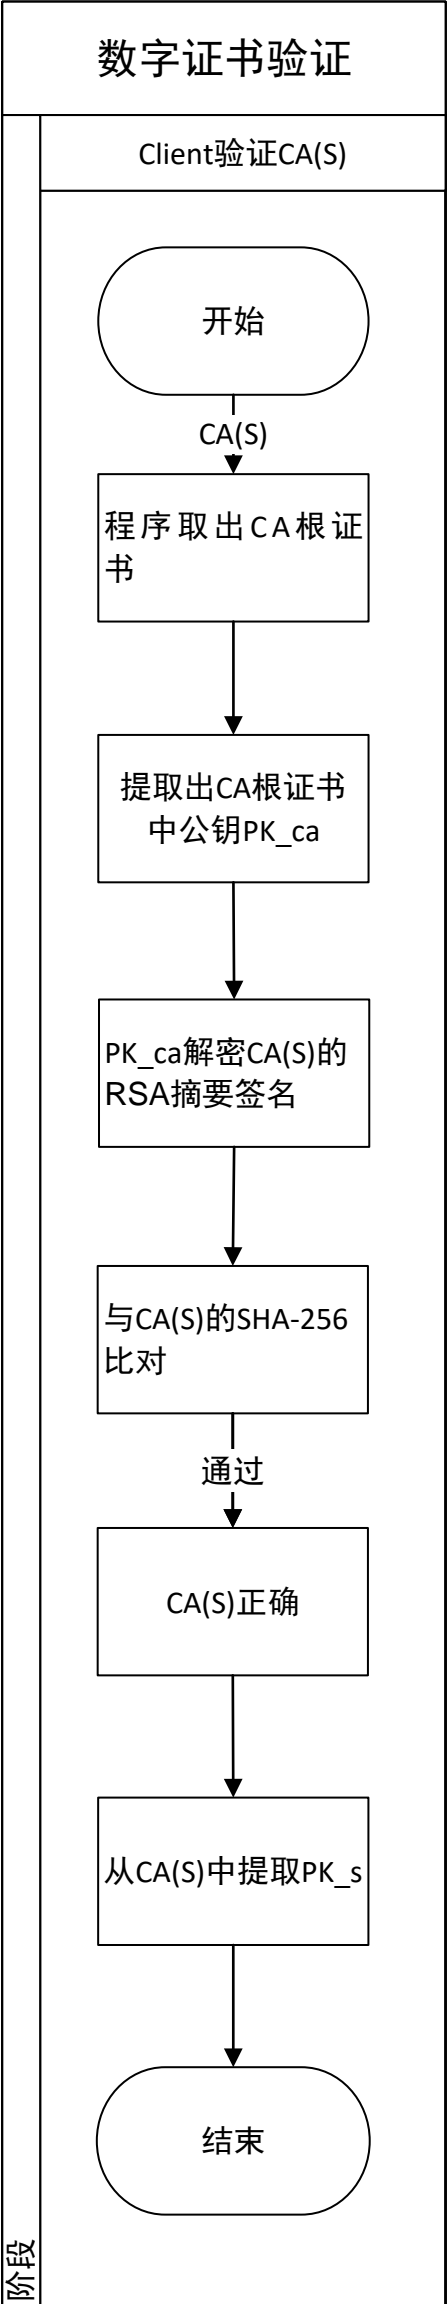 数字证书验证
Client验证CA(S)
开始
CA(S)
程序取出CA根证
书
提取出CA根证书
中公钥PK_ca
PK_ca解密CA(S)的
RSA摘要签名
与CA(S)的SHA-256
比对
通过
CA(S)正确
从CA(S)中提取PK_s
结束
阶段